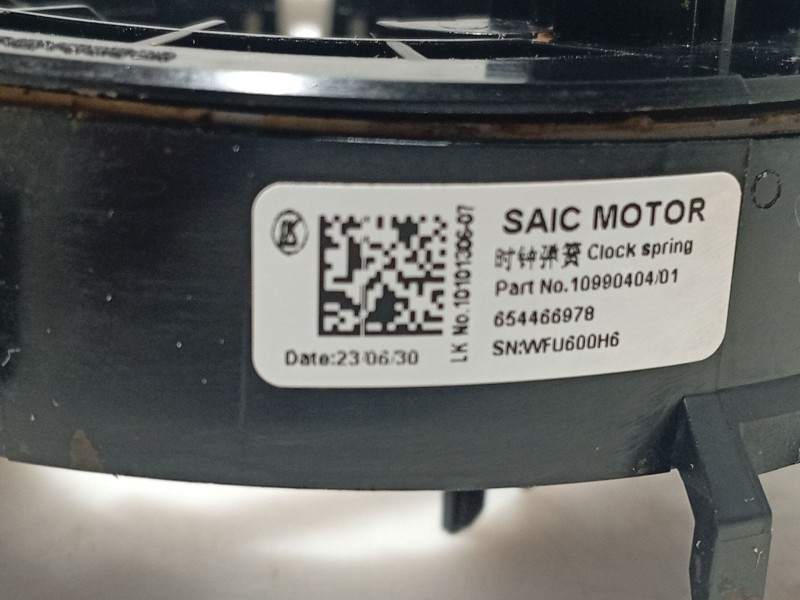 SAIC MOTOR
时钟弹簧 Clock spring
Part No.10990404/01
654466978
SN:WFU600H6
LK No.10101306-07
Date:23/06/30